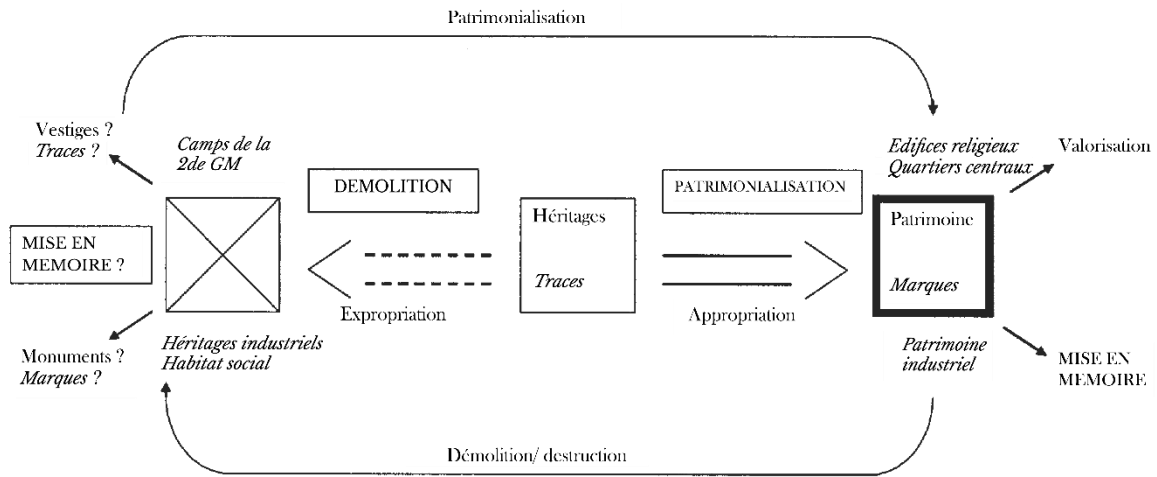 Patrimonialisation
Vestiges ?
Traces ?
Camps de la
2de GM
DEMOLITION
PATRIMONIALISATION
Edifices religieux
Quartiers centraux
Valorisation
MISE EN
MEMOIRE ?
Héritages
Traces
Patrimoine
Marques
Expropriation
Appropriation
Monuments ?
Marques ?
Héritages industriels
Habitat social
Patrimoine
industriel
MISE EN
MEMOIRE
Démolition/ destruction